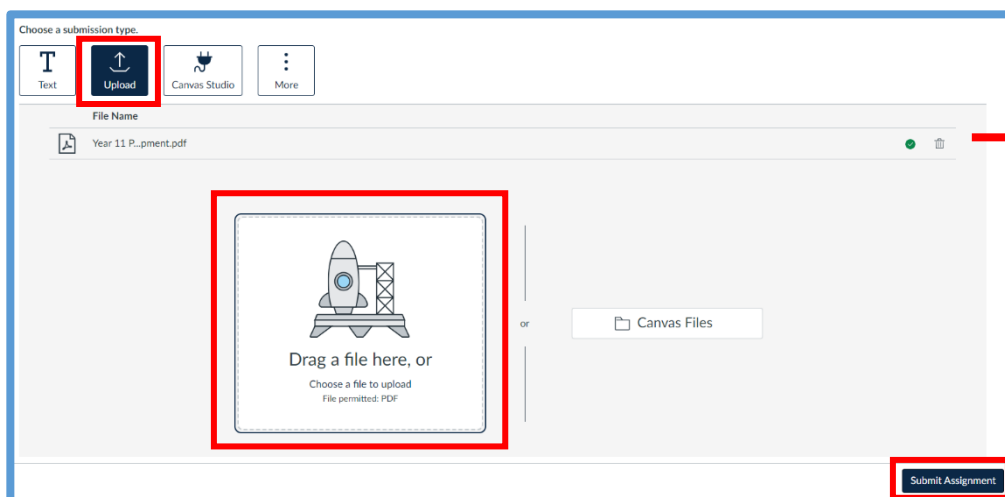 Choose a submission type.
Text Upload Canvas Studio More
File Name
Year 11 P...pment.pdf
Drag a file here, or
Choose a file to upload
File permitted: PDF
or
Canvas Files
Submit Assignment